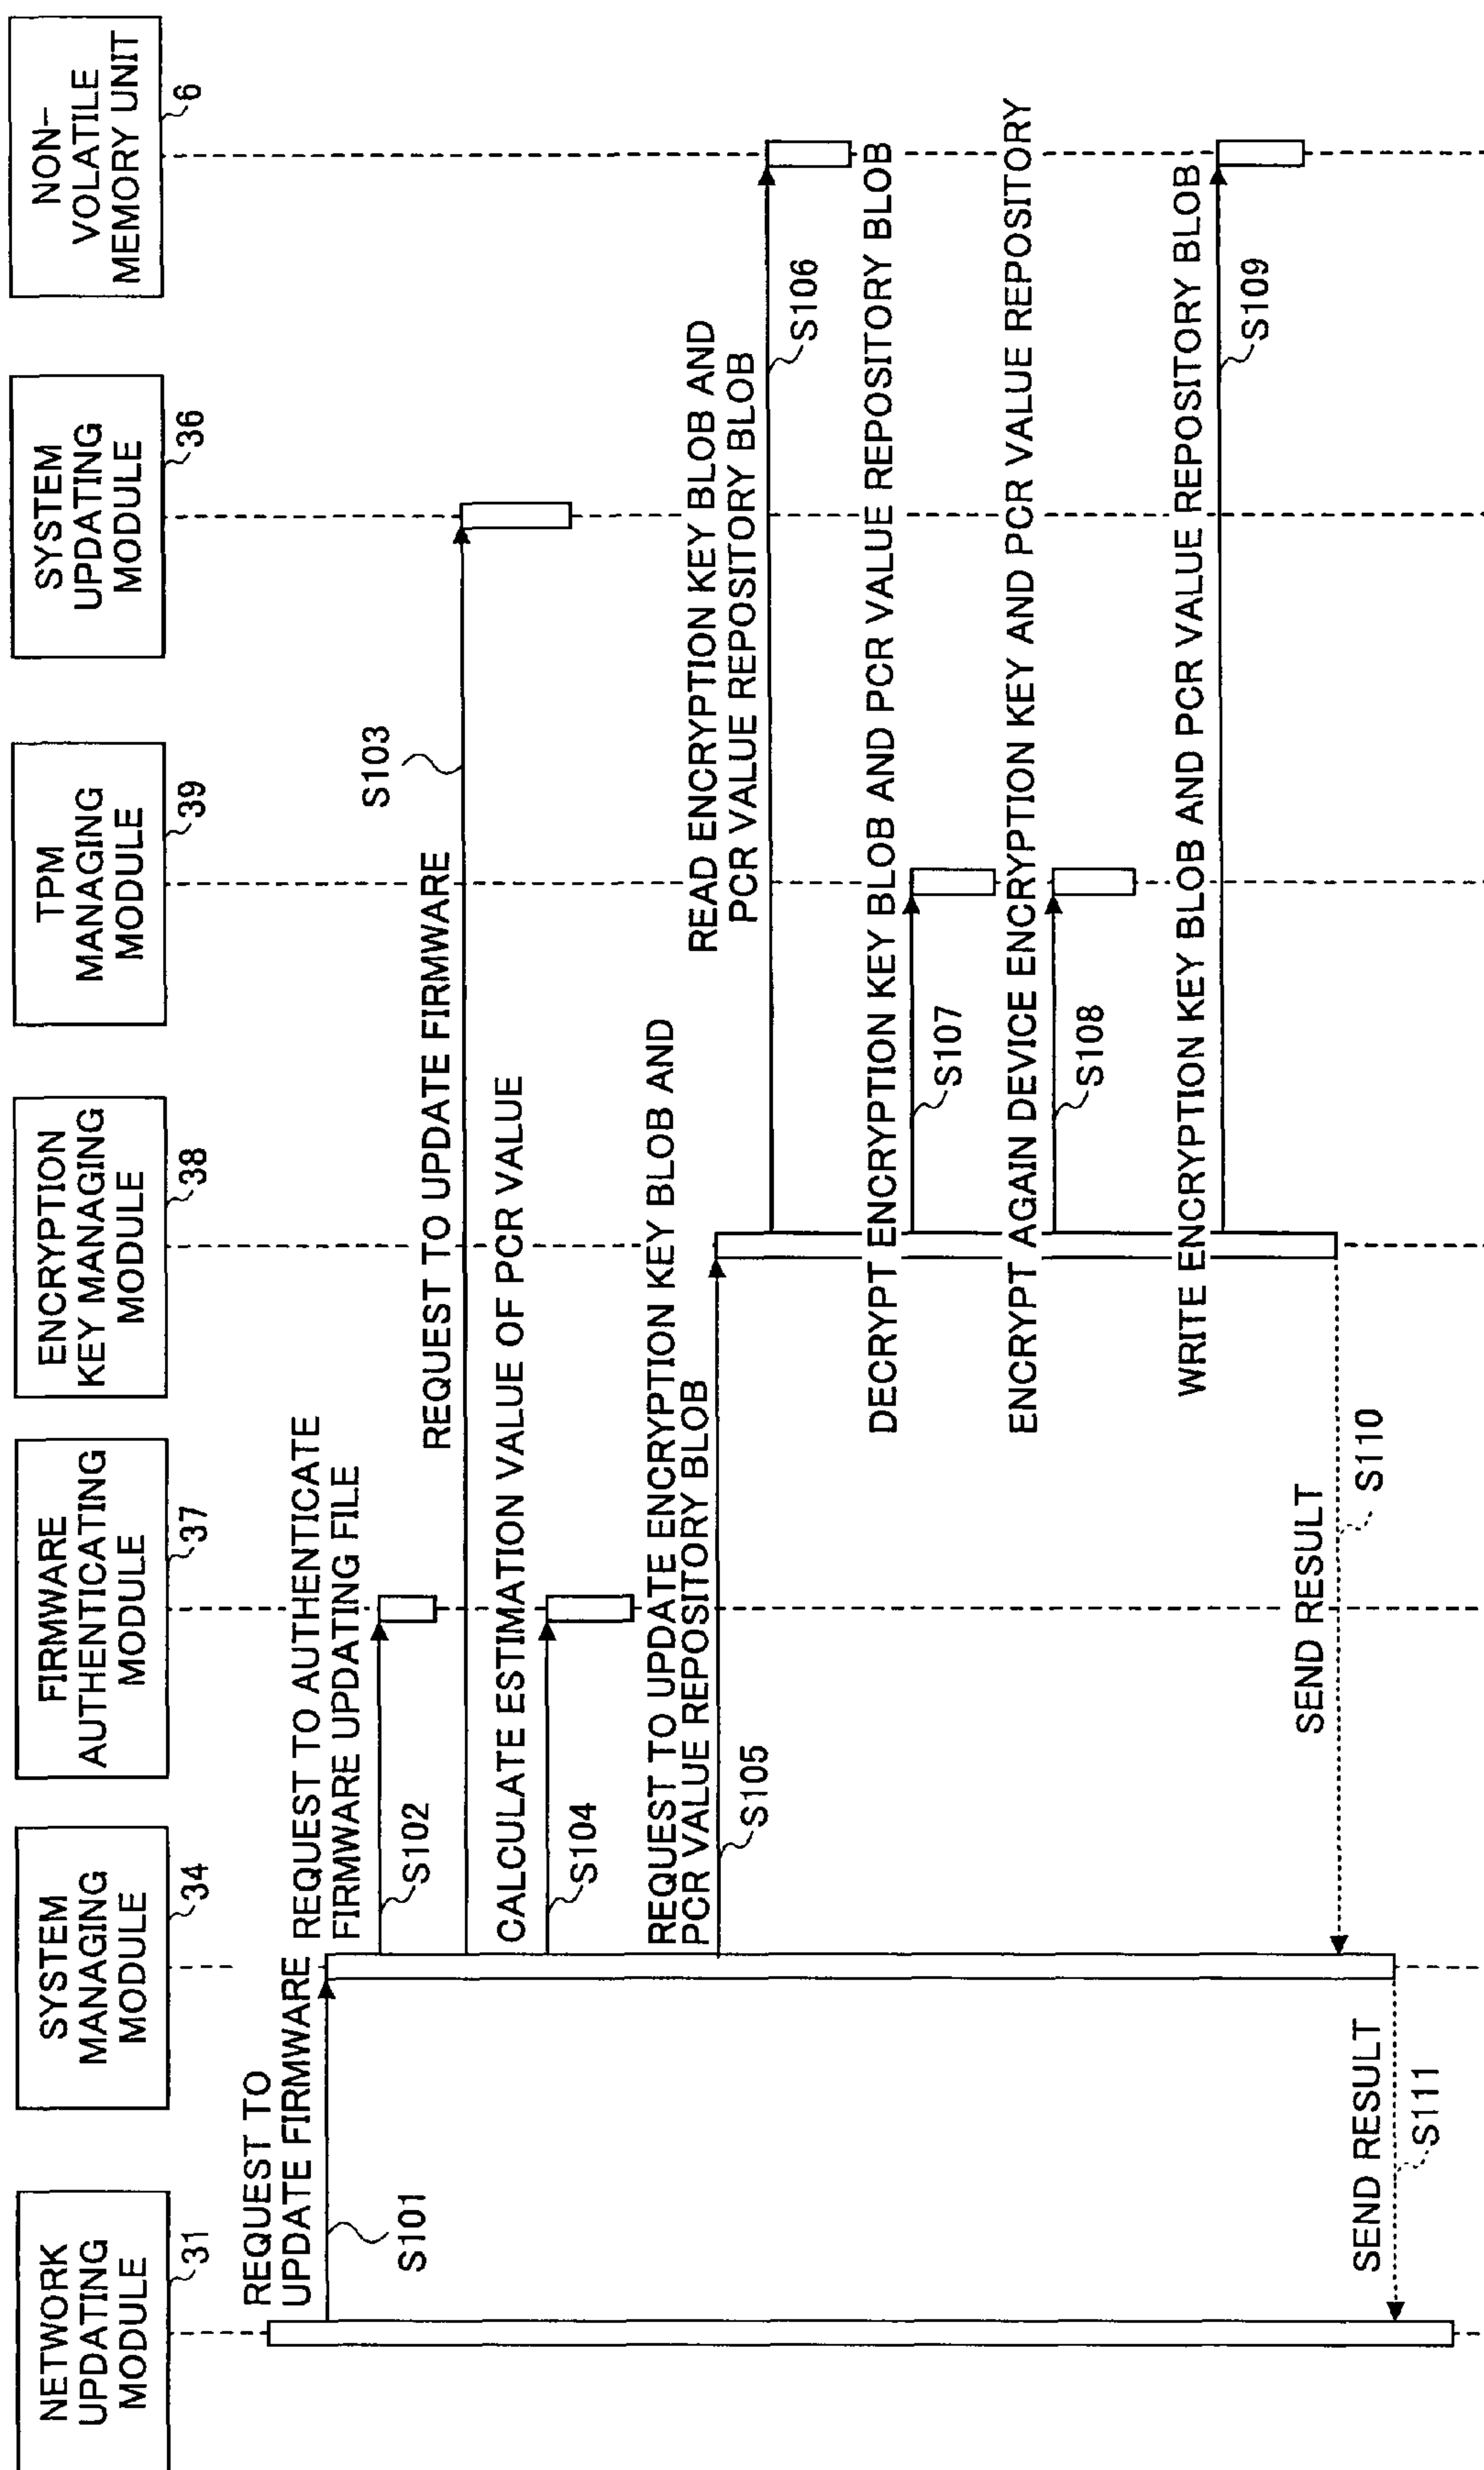 NETWORK
UPDATING
MODULE
31
SYSTEM
MANAGING
MODULE
34
FIRMWARE
AUTHENTICATING
MODULE
37
ENCRYPTION
KEY MANAGING
MODULE
38
TPM
MANAGING
MODULE
39
SYSTEM
UPDATING
MODULE
36
NON-
VOLATILE
MEMORY UNIT
6
REQUEST TO
UPDATE FIRMWARE
S101
REQUEST TO AUTHENTICATE
FIRMWARE UPDATING FILE
S102
REQUEST TO UPDATE FIRMWARE
S103
CALCULATE ESTIMATION VALUE OF PCR VALUE
S104
REQUEST TO UPDATE ENCRYPTION KEY BLOB AND
PCR VALUE REPOSITORY BLOB
S105
READ ENCRYPTION KEY BLOB AND
PCR VALUE REPOSITORY BLOB
S106
DECRYPT ENCRYPTION KEY BLOB AND PCR VALUE REPOSITORY BLOB
S107
ENCRYPT AGAIN DEVICE ENCRYPTION KEY AND PCR VALUE REPOSITORY
S108
WRITE ENCRYPTION KEY BLOB AND PCR VALUE REPOSITORY BLOB
S109
SEND RESULT
S110
SEND RESULT
S111